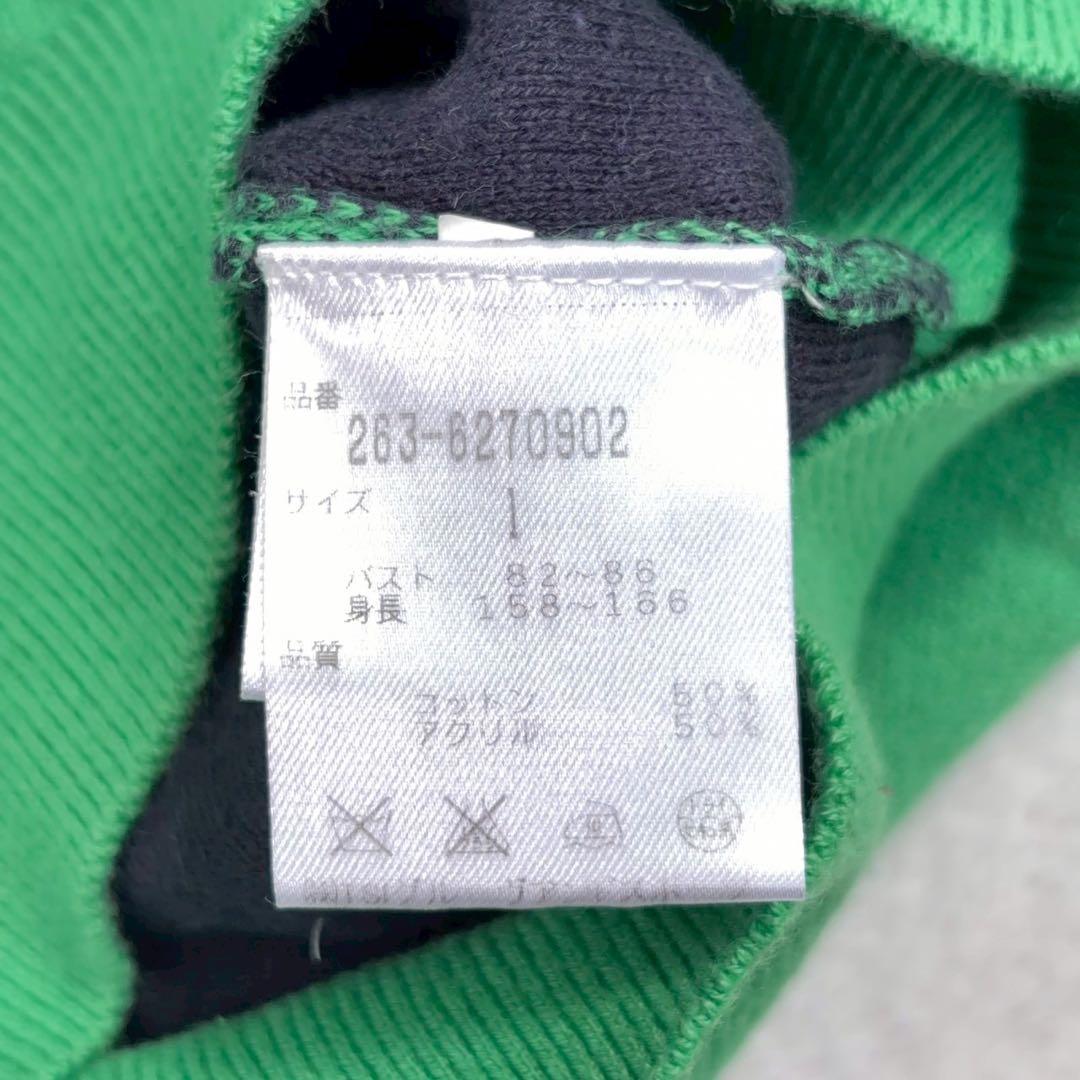 品番
263-6270902
サイズ 1
バスト 82～86
身長 158～166
品質
コットン 50%
アクリル 50%